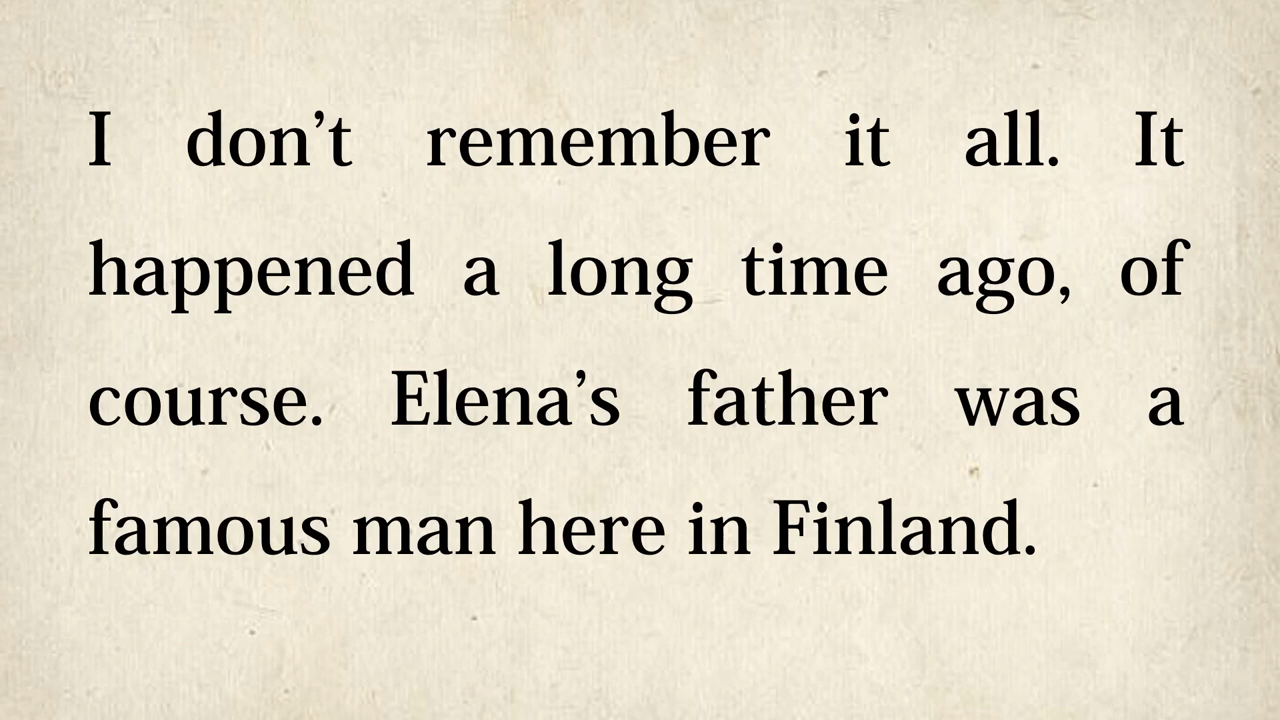 I don’t remember it all. It
happened a long time ago, of
course. Elena’s father was a
famous man here in Finland.